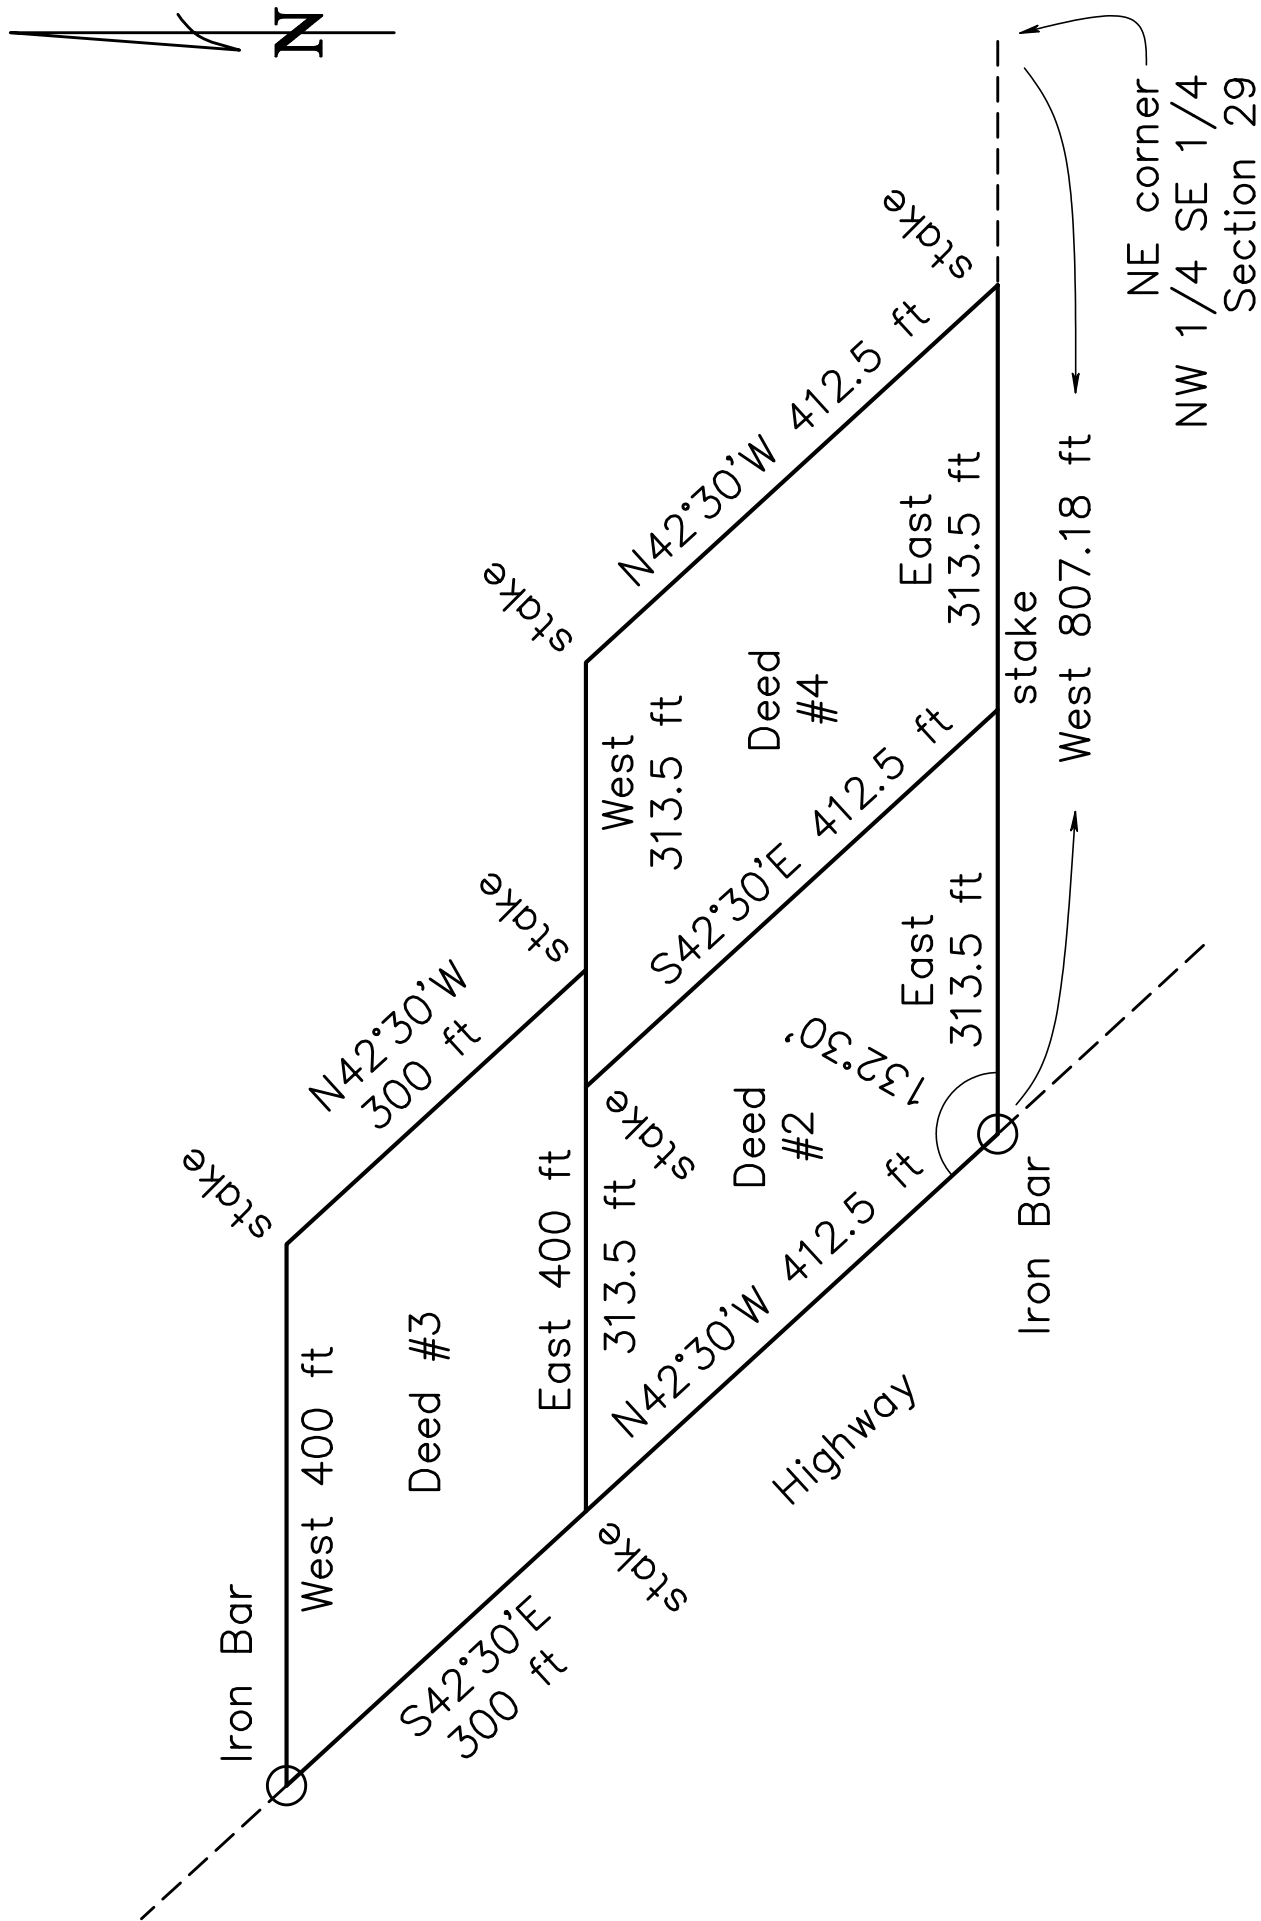 N
Iron Bar
West 400 ft
stake
N42°30'W
300 ft
Deed #3
S42°30'E
300 ft
stake
East 400 ft
313.5 ft
stake
stake
West
313.5 ft
stake
N42°30'W 412.5 ft
Deed
#2
N42°30'W 412.5 ft
132°30'
S42°30'E 412.5 ft
Deed
#4
stake
Highway
East
313.5 ft
East
313.5 ft
Iron Bar
stake
West 807.18 ft
NE corner
NW 1/4 SE 1/4
Section 29